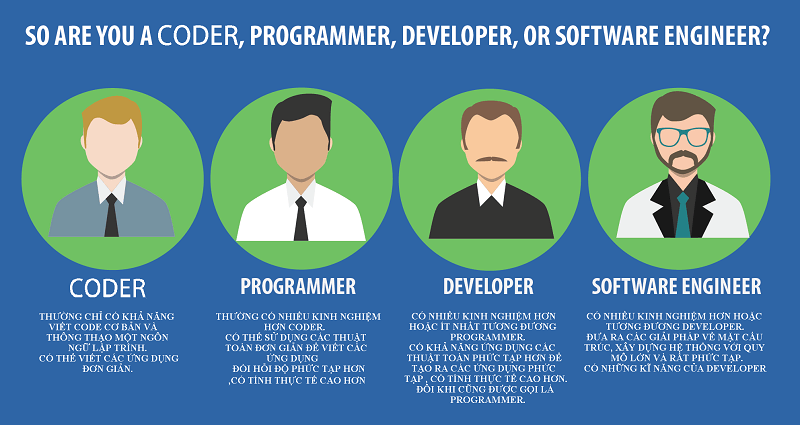 SO ARE YOU A CODER, PROGRAMMER, DEVELOPER, OR SOFTWARE ENGINEER?
CODER
THƯỜNG CHỈ CÓ KHẢ NĂNG
VIẾT CODE CƠ BẢN VÀ
THÔNG THẠO MỘT NGÔN
NGỮ LẬP TRÌNH.
CÓ THỂ VIẾT CÁC ỨNG DỤNG
ĐƠN GIẢN.
PROGRAMMER
THƯỜNG CÓ NHIỀU KINH NGHIỆM
HƠN CODER.
CÓ THỂ SỬ DỤNG CÁC THUẬT
TOÁN ĐƠN GIẢN ĐỂ VIẾT CÁC
ỨNG DỤNG
ĐÒI HỎI ĐỘ PHỨC TẠP HƠN
,CÓ TÍNH THỰC TẾ CAO HƠN
DEVELOPER
CÓ NHIỀU KINH NGHIỆM HƠN
HOẶC ÍT NHẤT TƯƠNG ĐƯƠNG
PROGRAMMER.
CÓ KHẢ NĂNG ỨNG DỤNG CÁC
THUẬT TOÁN PHỨC TẠP HƠN ĐỂ
TẠO RA CÁC ỨNG DỤNG PHỨC
TẠP , CÓ TÍNH THỰC TẾ CAO HƠN.
ĐÔI KHI CŨNG ĐƯỢC GỌI LÀ
PROGRAMMER.
SOFTWARE ENGINEER
CÓ NHIỀU KINH NGHIỆM HƠN HOẶC
TƯƠNG ĐƯƠNG DEVELOPER.
ĐƯA RA CÁC GIẢI PHÁP VỀ MẶT CẤU
TRÚC, XÂY DỰNG HỆ THỐNG VỚI QUY
MÔ LỚN VÀ RẤT PHỨC TẠP.
CÓ NHỮNG KĨ NĂNG CỦA DEVELOPER